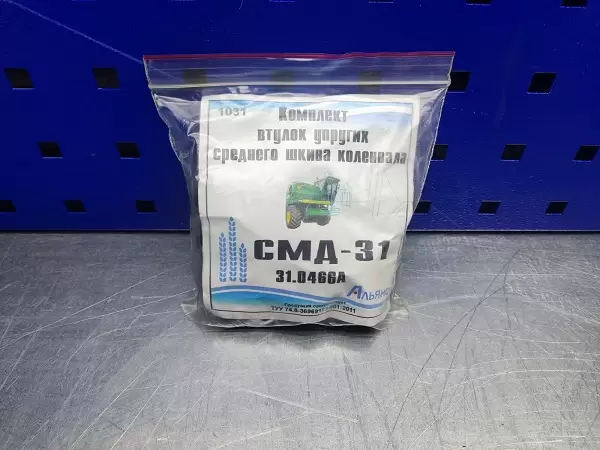 1031
Комплект
втулок упругих
среднего шкива коленвала
СМД-31
31.0466А
Альянс